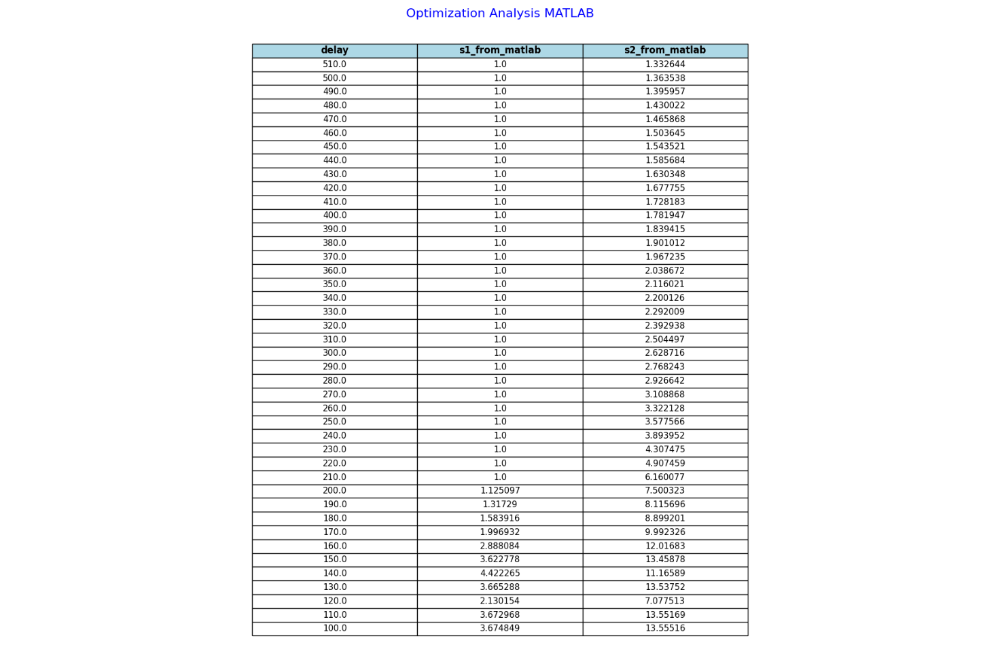 Optimization Analysis MATLAB
delay s1_from_matlab s2_from_matlab
510.0 1.0 1.332644
500.0 1.0 1.363538
490.0 1.0 1.395957
480.0 1.0 1.430022
470.0 1.0 1.465868
460.0 1.0 1.503645
450.0 1.0 1.543521
440.0 1.0 1.585684
430.0 1.0 1.630348
420.0 1.0 1.677755
410.0 1.0 1.728183
400.0 1.0 1.781947
390.0 1.0 1.839415
380.0 1.0 1.901012
370.0 1.0 1.967235
360.0 1.0 2.038672
350.0 1.0 2.116021
340.0 1.0 2.200126
330.0 1.0 2.292009
320.0 1.0 2.392938
310.0 1.0 2.504497
300.0 1.0 2.628716
290.0 1.0 2.768243
280.0 1.0 2.926642
270.0 1.0 3.108868
260.0 1.0 3.322128
250.0 1.0 3.577566
240.0 1.0 3.893952
230.0 1.0 4.307475
220.0 1.0 4.907459
210.0 1.0 6.160077
200.0 1.125097 7.500323
190.0 1.31729 8.115696
180.0 1.583916 8.899201
170.0 1.996932 9.992326
160.0 2.888084 12.01683
150.0 3.622778 13.45878
140.0 4.422265 11.16589
130.0 3.665288 13.53752
120.0 2.130154 7.077513
110.0 3.672968 13.55169
100.0 3.674849 13.55516